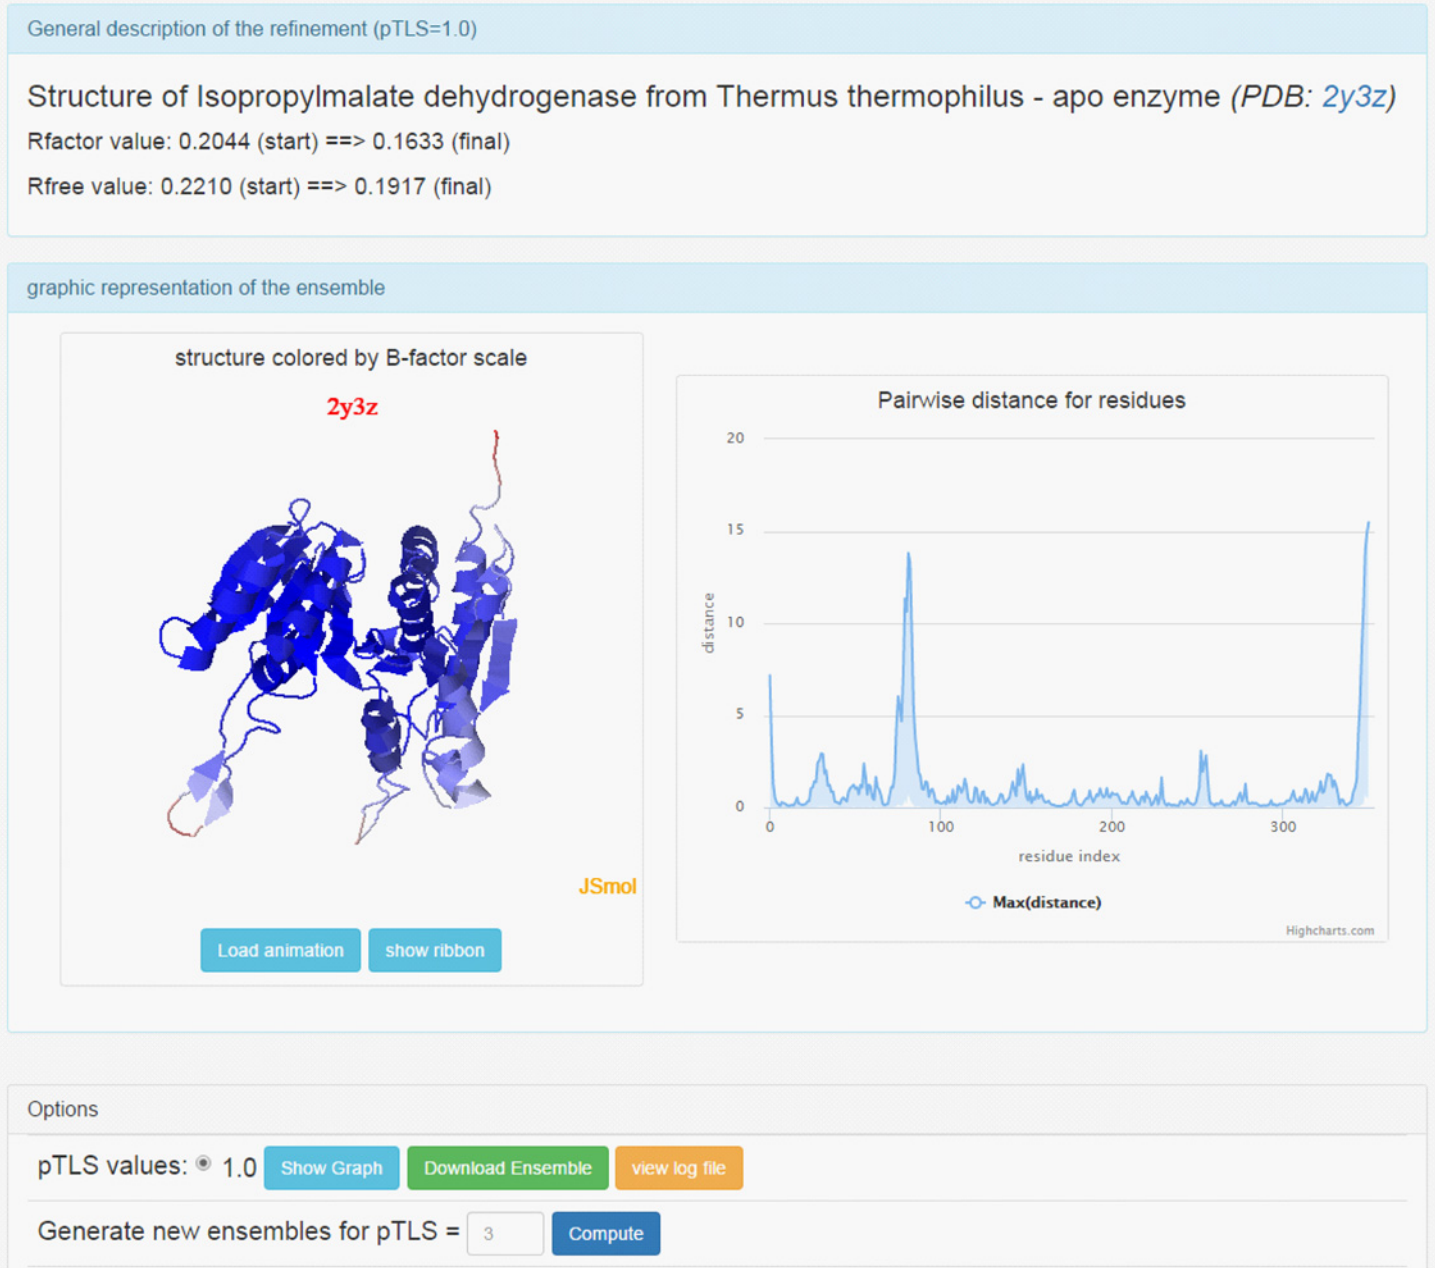 General description of the refinement (pTLS=1.0)
Structure of Isopropylmalate dehydrogenase from Thermus thermophilus - apo enzyme (PDB: 2y3z)
Rfactor value: 0.2044 (start) ==> 0.1633 (final)
Rfree value: 0.2210 (start) ==> 0.1917 (final)
graphic representation of the ensemble
structure colored by B-factor scale
2y3z
JSmol
Load animation show ribbon
Pairwise distance for residues
20
15
10
5
0
distance
0 100 200 300
residue index
Max(distance)
Highcharts.com
Options
pTLS values: 1.0 Show Graph Download Ensemble view log file
Generate new ensembles for pTLS = 3 Compute